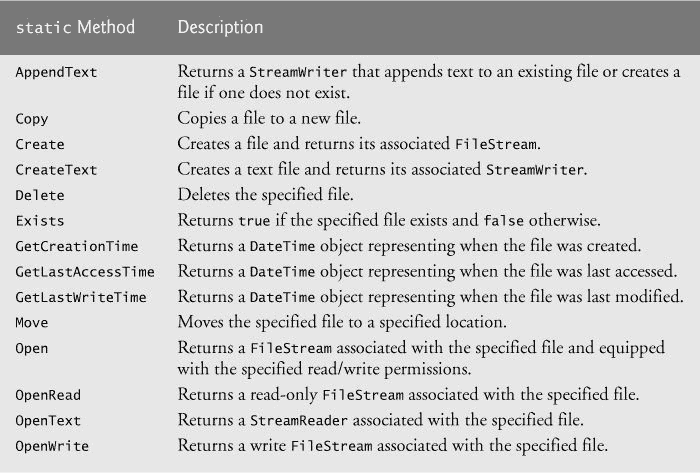 static Method Description
AppendText Returns a StreamWriter that appends text to an existing file or creates a
file if one does not exist.
Copy Copies a file to a new file.
Create Creates a file and returns its associated FileStream.
CreateText Creates a text file and returns its associated StreamWriter.
Delete Deletes the specified file.
Exists Returns true if the specified file exists and false otherwise.
GetCreationTime Returns a DateTime object representing when the file was created.
GetLastAccessTime Returns a DateTime object representing when the file was last accessed.
GetLastWriteTime Returns a DateTime object representing when the file was last modified.
Move Moves the specified file to a specified location.
Open Returns a FileStream associated with the specified file and equipped
with the specified read/write permissions.
OpenRead Returns a read-only FileStream associated with the specified file.
OpenText Returns a StreamReader associated with the specified file.
OpenWrite Returns a write FileStream associated with the specified file.